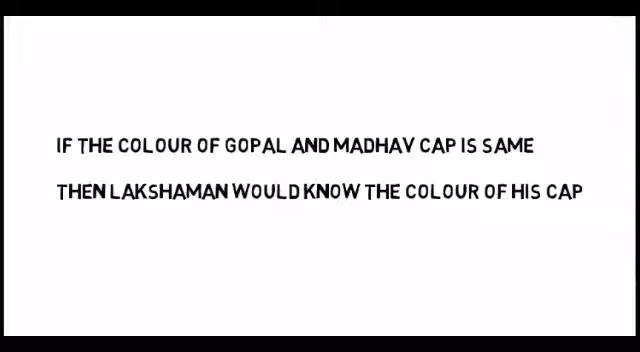 IF THE COLOUR OF GOPAL AND MADHAV CAP IS SAME
THEN LAKSHAMAN WOULD KNOW THE COLOUR OF HIS CAP